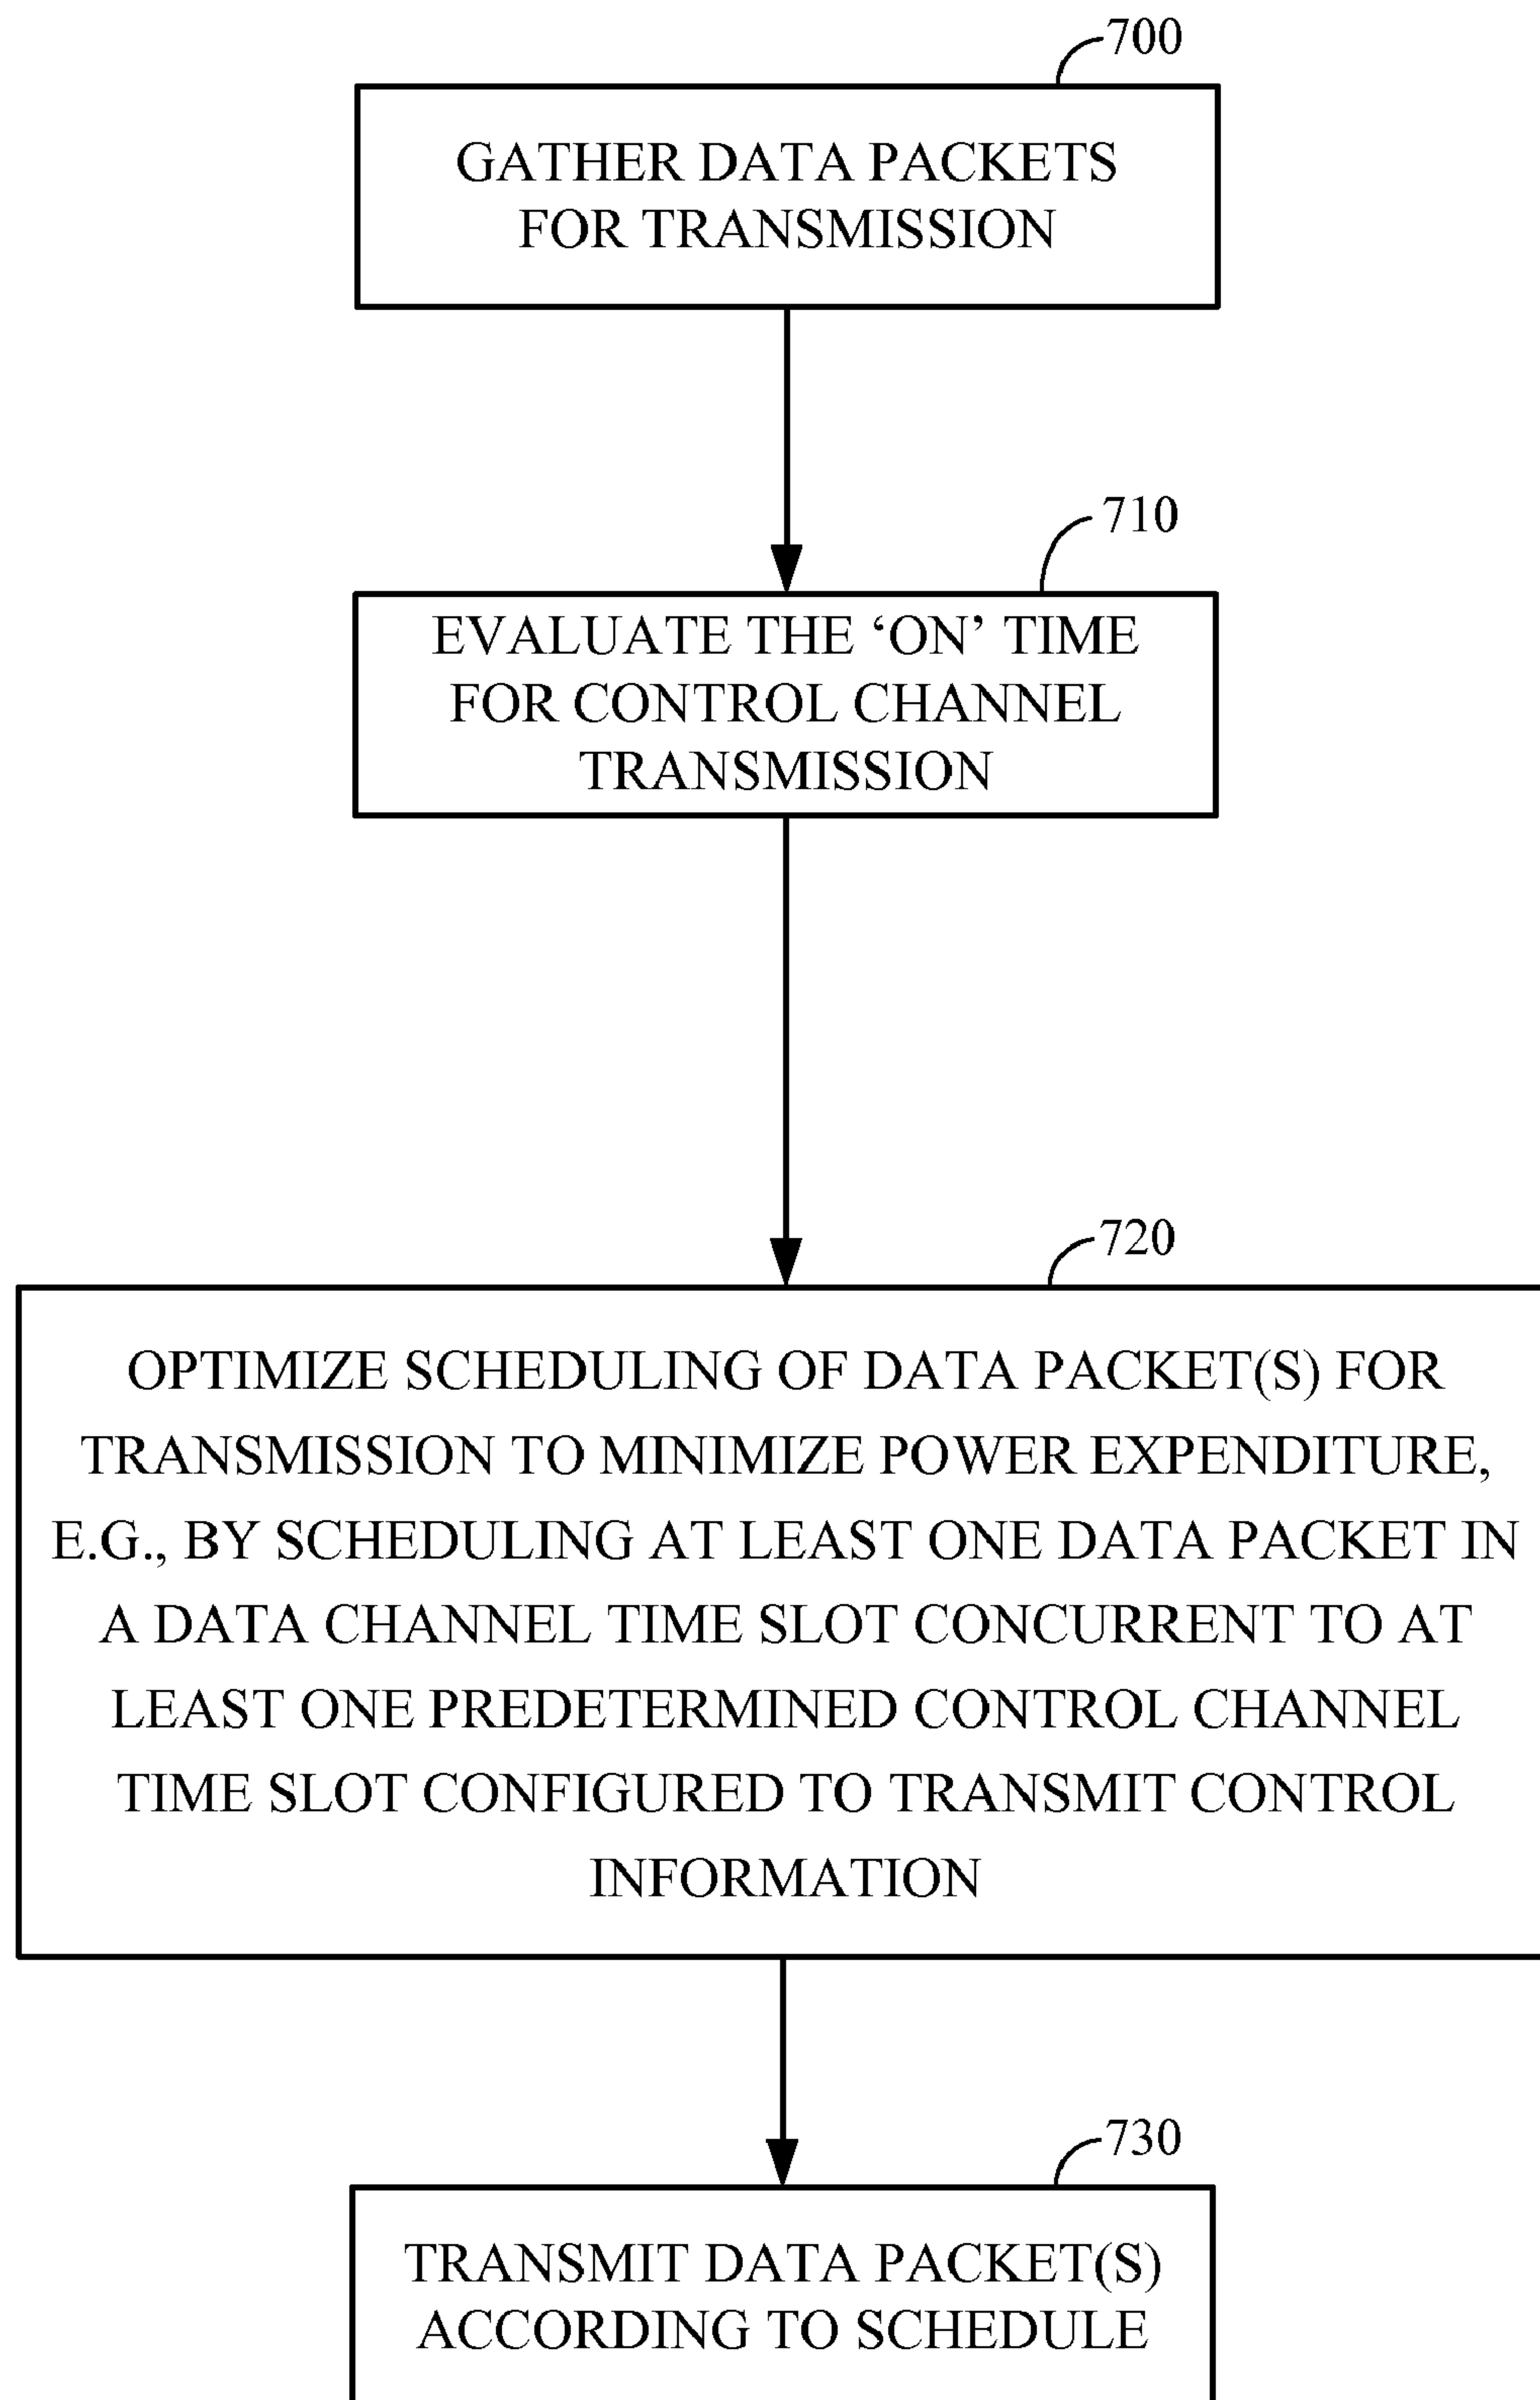 700
GATHER DATA PACKETS
FOR TRANSMISSION
710
EVALUATE THE ‘ON’ TIME
FOR CONTROL CHANNEL
TRANSMISSION
720
OPTIMIZE SCHEDULING OF DATA PACKET(S) FOR
TRANSMISSION TO MINIMIZE POWER EXPENDITURE,
E.G., BY SCHEDULING AT LEAST ONE DATA PACKET IN
A DATA CHANNEL TIME SLOT CONCURRENT TO AT
LEAST ONE PREDETERMINED CONTROL CHANNEL
TIME SLOT CONFIGURED TO TRANSMIT CONTROL
INFORMATION
730
TRANSMIT DATA PACKET(S)
ACCORDING TO SCHEDULE